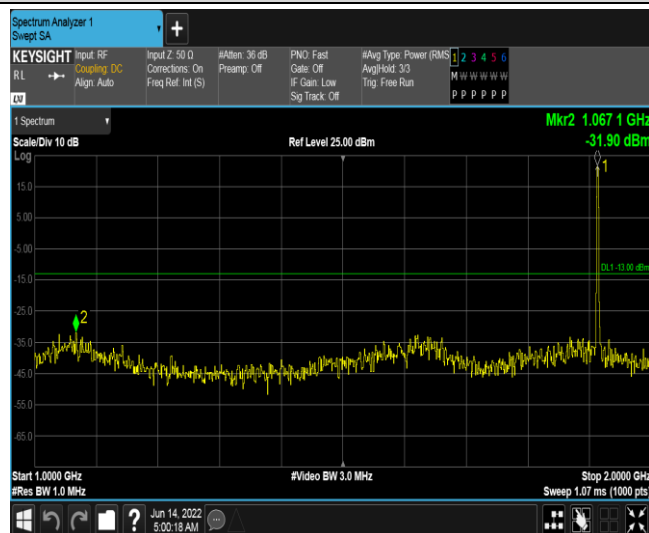 Spectrum Analyzer 1
Swept SA
+
KEYSIGHT
RL
Input: RF
Coupling: DC
Align: Auto
Input Z: 50 Ω
Corrections: On
Freq Ref: Int (S)
#Atten: 36 dB
Preamp: Off
PNO: Fast
Gate: Off
IF Gain: Low
Sig Track: Off
#Avg Type: Power (RMS
Avg|Hold: 3/3
Trig: Free Run
1 2 3 4 5 6
M W W W W W
P P P P P P
1 Spectrum
Scale/Div 10 dB
Ref Level 25.00 dBm
Mkr2 1.067 1 GHz
-31.90 dBm
Log
15.0
5.00
-5.00
-15.0
-25.0
-35.0
-45.0
-55.0
-65.0
1
DL1 -13.00 dBm
2
Start 1.0000 GHz
#Res BW 1.0 MHz
#Video BW 3.0 MHz
Stop 2.0000 GHz
Sweep 1.07 ms (1000 pts)
?
Jun 14, 2022
5:00:18 AM